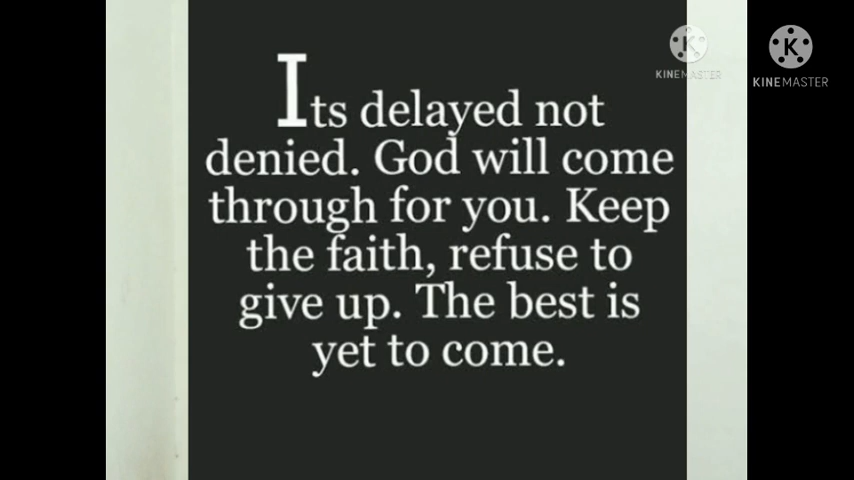 Its delayed not
denied. God will come
through for you. Keep
the faith, refuse to
give up. The best is
yet to come.
KINEMASTER
KINEMASTER